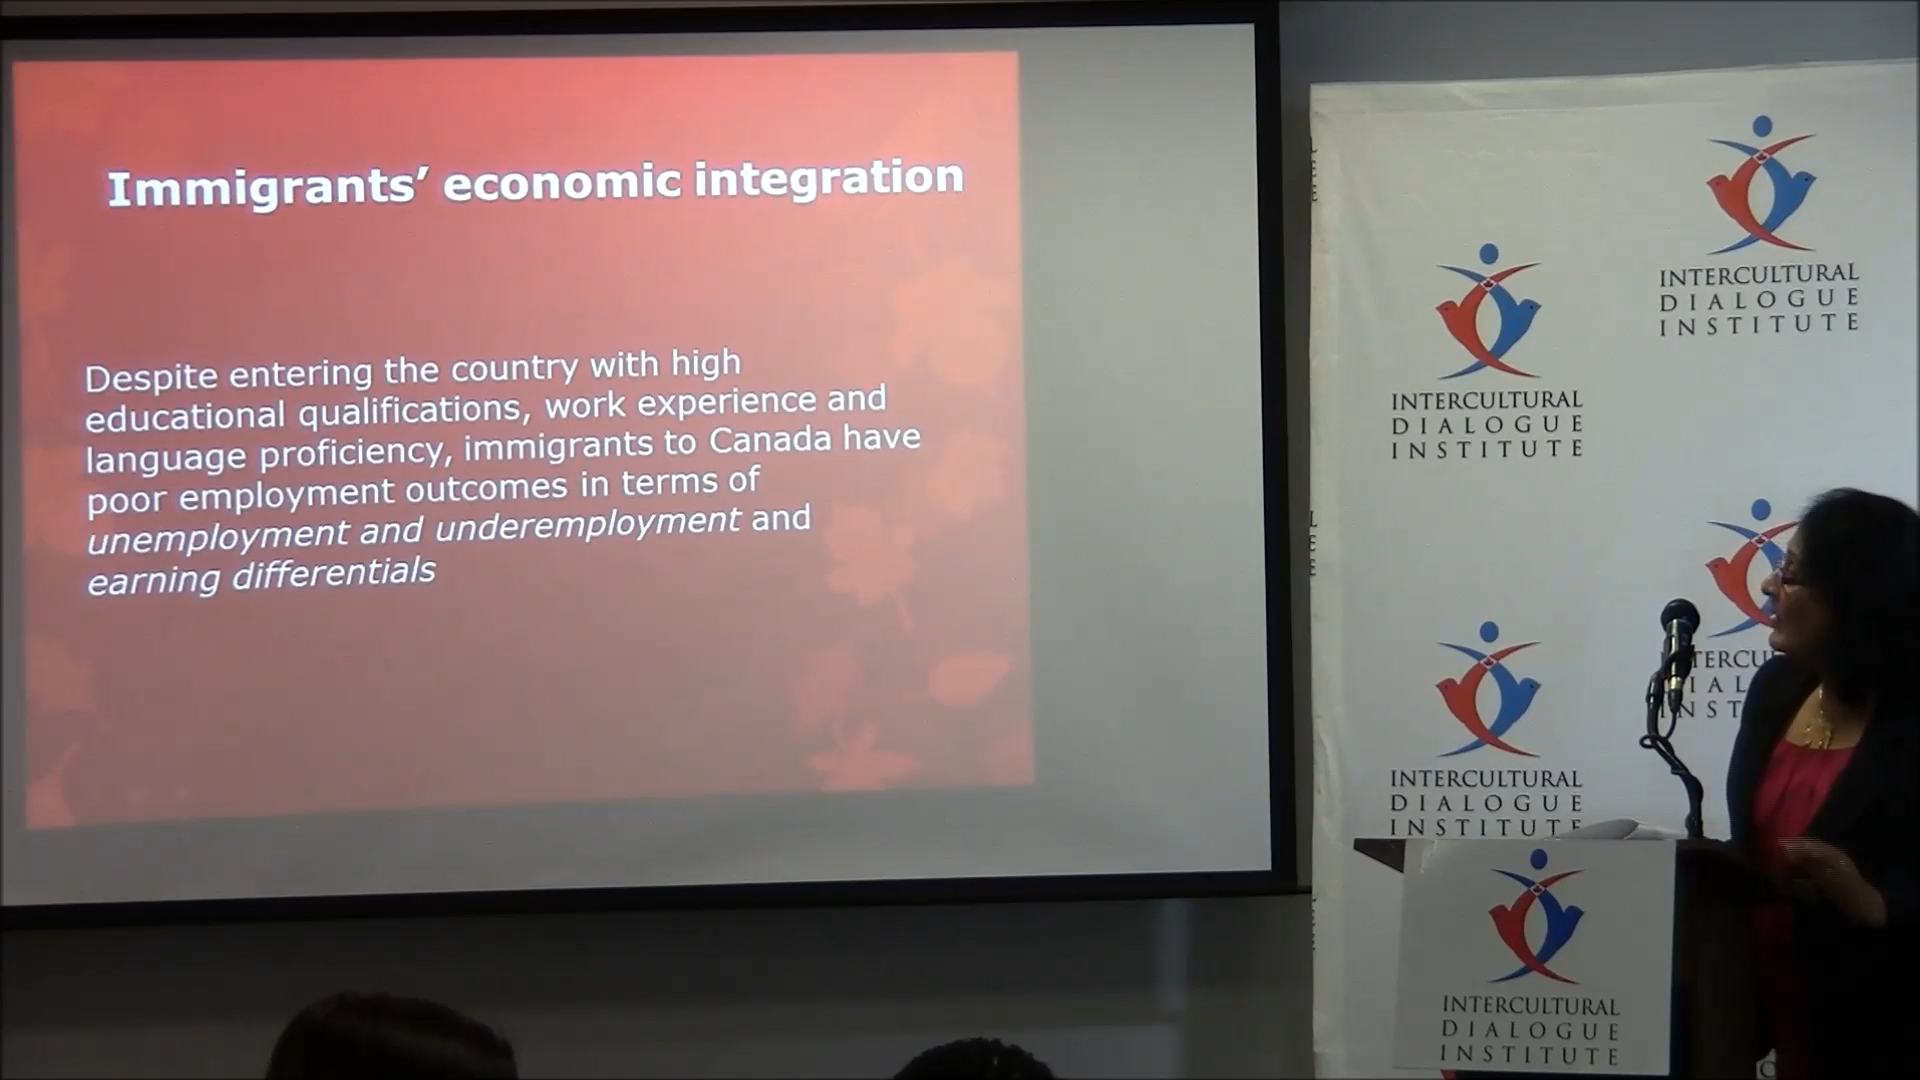 Immigrants’ economic integration
Despite entering the country with high
educational qualifications, work experience and
language proficiency, immigrants to Canada have
poor employment outcomes in terms of
unemployment and underemployment and
earning differentials
INTERCULTURAL
DIALOGUE
INSTITUTE
INTERCULTURAL
DIALOGUE
INSTITUTE
INTERCULTURAL
DIALOGUE
INSTITUTE
INTERCULTURAL
DIALOGUE
INSTITUTE